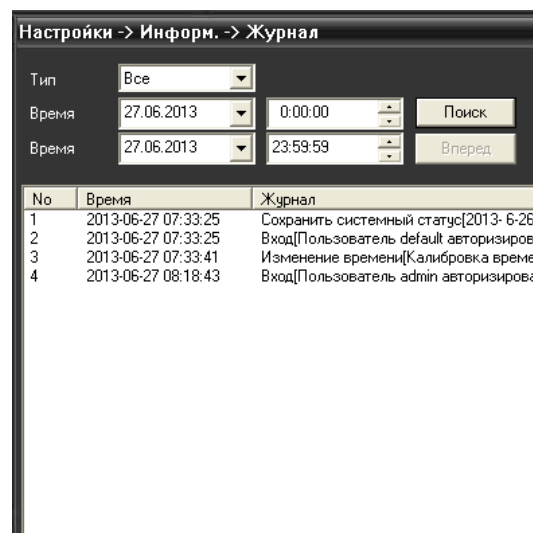 Настройки -> Информ. -> Журнал
Тип Все
Время 27.06.2013 0:00:00 Поиск
Время 27.06.2013 23:59:59 Вперед
No Время Журнал
1 2013-06-27 07:33:25 Сохранить системный статус[2013- 6-26
2 2013-06-27 07:33:25 Вход[Пользователь default авторизиров
3 2013-06-27 07:33:41 Изменение времени[Калибровка време
4 2013-06-27 08:18:43 Вход[Пользователь admin авторизирова